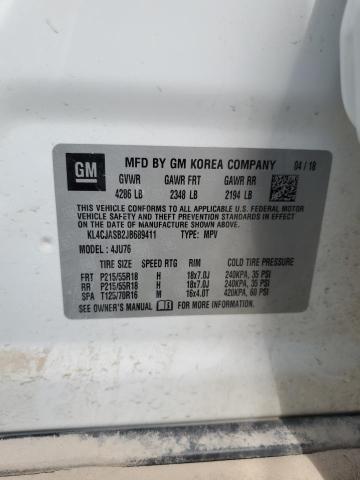 GM
MFD BY GM KOREA COMPANY 04 / 18
GVWR GAWR FRT GAWR RR
4286 LB 2348 LB 2194 LB
THIS VEHICLE CONFORMS TO ALL APPLICABLE U.S. FEDERAL MOTOR
VEHICLE SAFETY, BUMPER, AND THEFT PREVENTION STANDARDS IN
EFFECT ON THE DATE OF MANUFACTURE SHOWN ABOVE.
KL4CJASB2JB689411 TYPE: MPV
MODEL: 4JU76
TIRE SIZE SPEED RTG RIM COLD TIRE PRESSURE
FRT P215/55R18 H 18x7.0J 240KPA, 35 PSI
RR P215/55R18 H 18x7.0J 240KPA, 35 PSI
SPA T125/70R16 M 16x4.0T 420KPA, 60 PSI
SEE OWNER'S MANUAL FOR MORE INFORMATION.